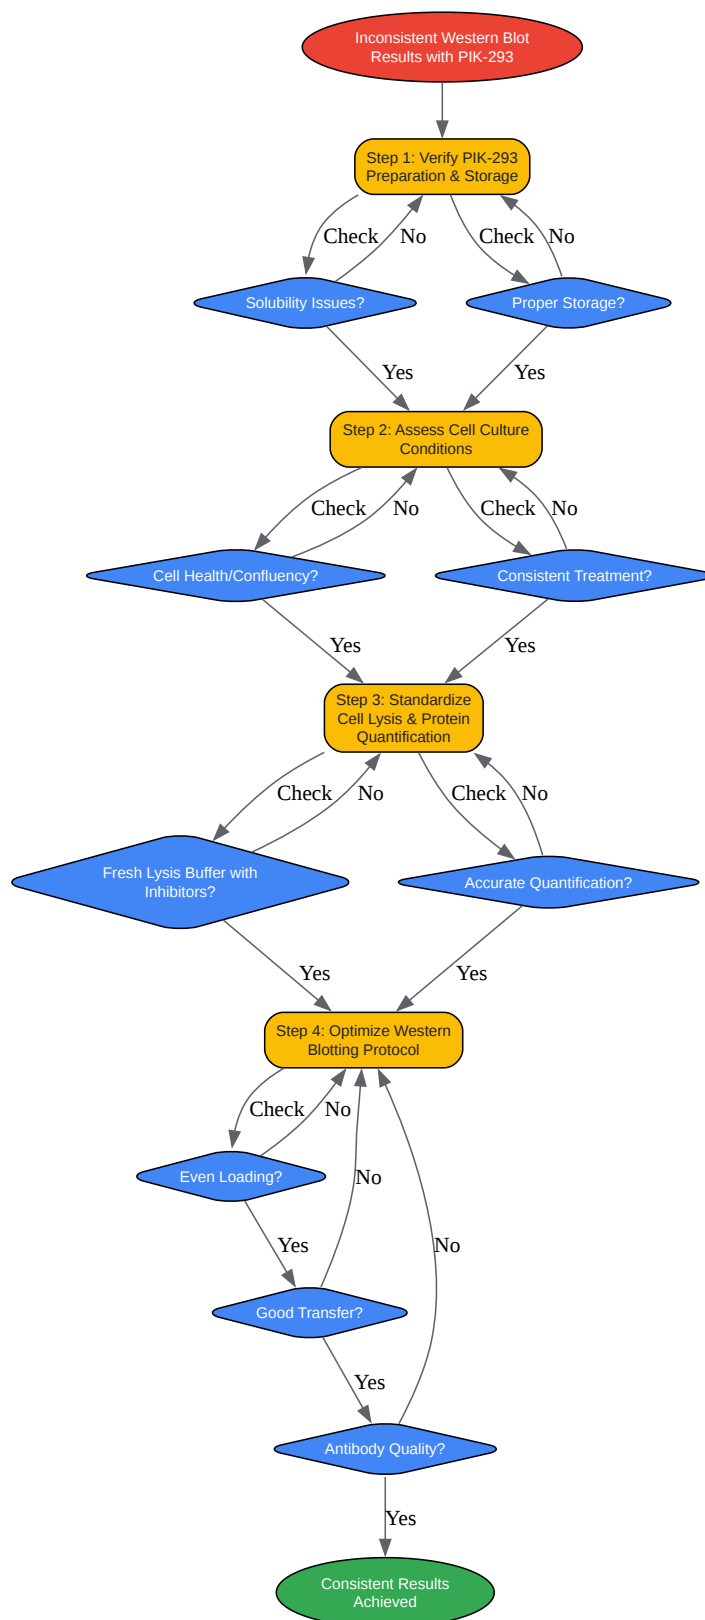 Inconsistent Western Blot
Results with PIK-293
Step 1: Verify PIK-293
Preparation & Storage
Check
No
Check
No
Solubility Issues?
Proper Storage?
Yes
Yes
Step 2: Assess Cell Culture
Conditions
Check
No
Check
No
Cell Health/Confluency?
Consistent Treatment?
Yes
Yes
Step 3: Standardize
Cell Lysis & Protein
Quantification
Check
No
Check
No
Fresh Lysis Buffer with
Inhibitors?
Accurate Quantification?
Yes
Yes
Step 4: Optimize Western
Blotting Protocol
Check
No
Even Loading?
No
Yes
No
Good Transfer?
Yes
Antibody Quality?
Yes
Consistent Results
Achieved